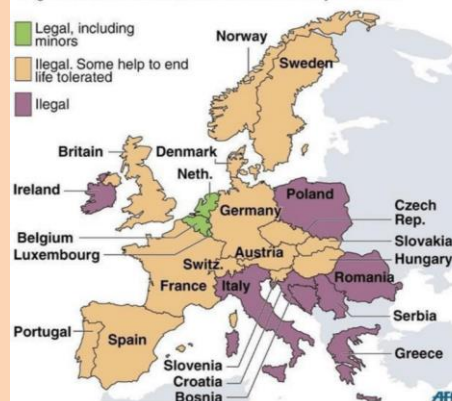 Legal, including
minors
Ilegal. Some help to end
life tolerated
Ilegal
Norway
Sweden
Britain
Denmark
Neth.
Ireland
Poland
Germany
Czech
Rep.
Belgium
Slovakia
Luxembourg
Austria
Hungary
Switz.
Romania
France
Italy
Serbia
Portugal
Spain
Greece
Slovenia
Croatia
Bosnia